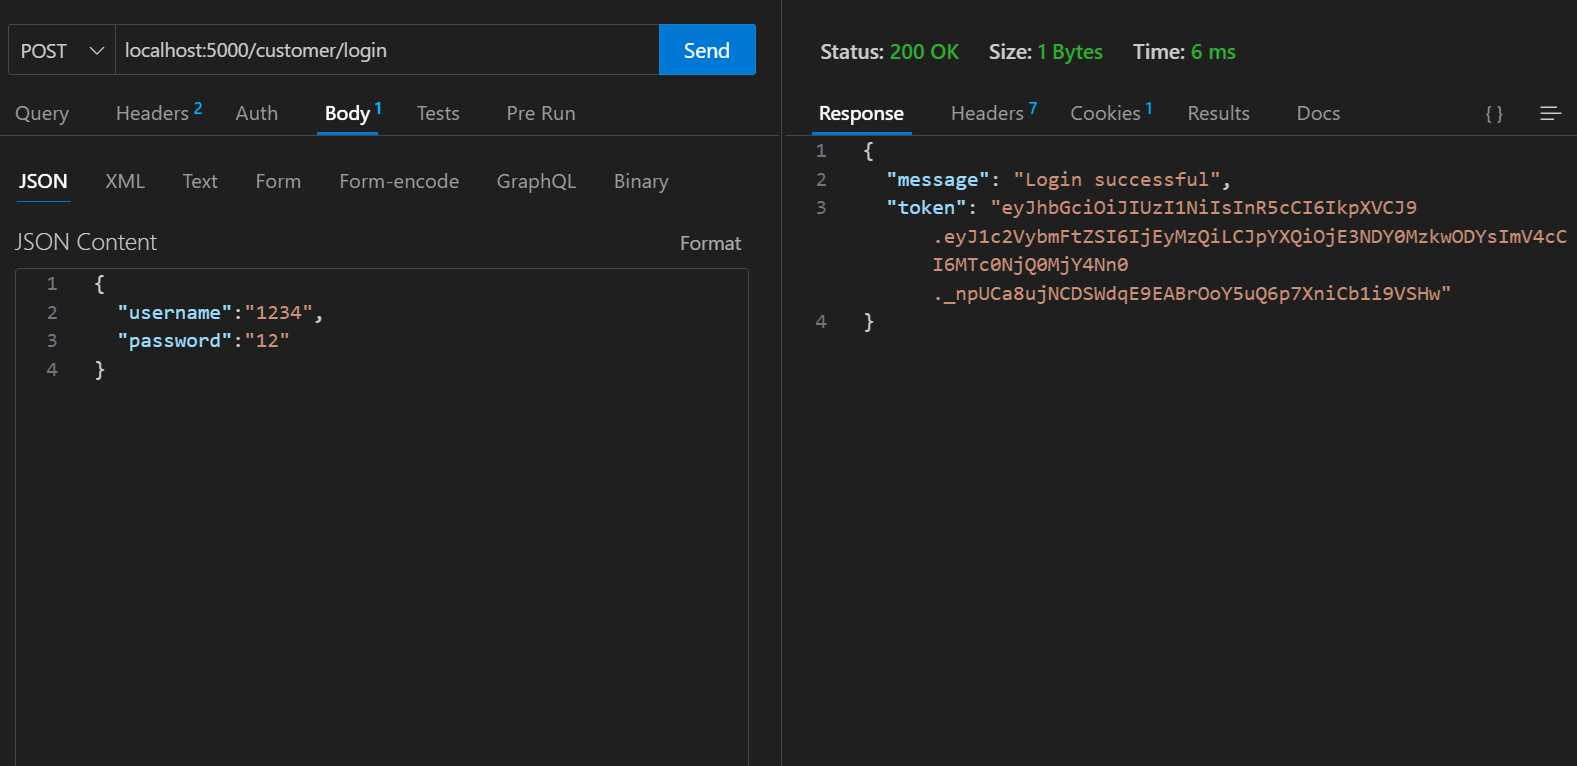 POST localhost:5000/customer/login Send
Query Headers 2 Auth Body 1 Tests Pre Run
JSON XML Text Form Form-encode GraphQL Binary
JSON Content Format
1 {
2 "username":"1234",
3 "password":"12"
4 }
Status: 200 OK Size: 1 Bytes Time: 6 ms
Response Headers 7 Cookies 1 Results Docs { }
1 {
2 "message": "Login successful",
3 "token": "eyJhbGciOiJIUzI1NiIsInR5cCI6IkpXVCJ9
.eyJ1c2VybmFtZSI6IjEyMzQiLCJpYXQiOjE3NDY0MzkwODYsImV4cC
I6MTc0NjQ0MjY4Nn0
._npUCa8ujNCDSWdqE9EABrOoY5uQ6p7XniCb1i9VSHw"
4 }